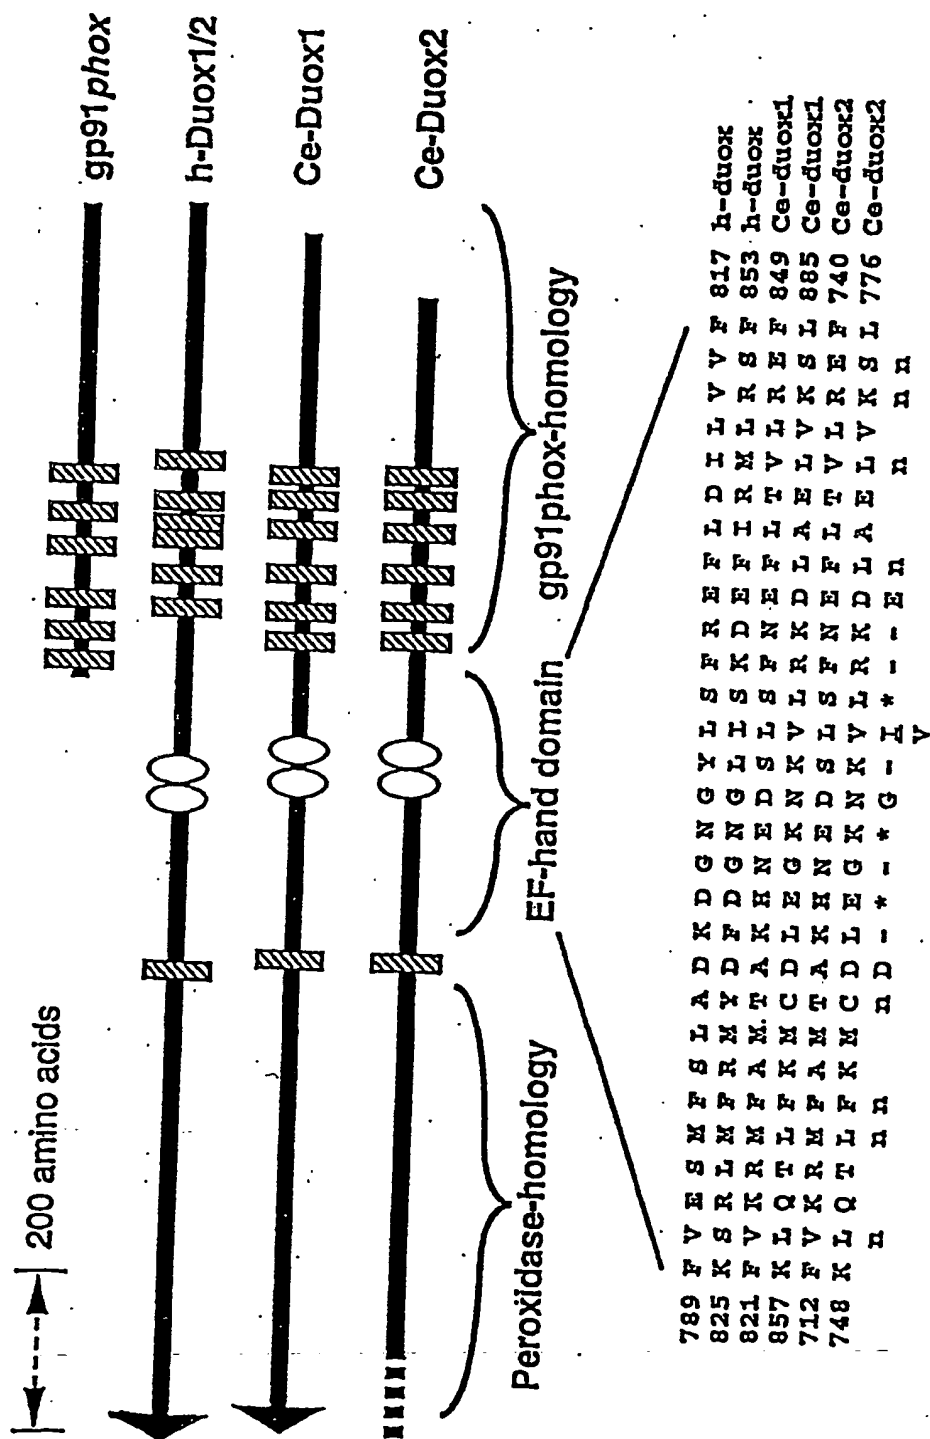 200 amino acids
gp91phox
h-Duox1/2
Ce-Duox1
Ce-Duox2
Peroxidase-homology
EF-hand domain
gp91phox-homology
789 F V E S M F S L A D K D G N G Y L S F R E F L D I L V V F 817 h-duox
825 K S R L M F R M Y D F D G N G L I S K D E F I R M L R S F 853 h-duox
821 F V K R M F A M T A K H N E D S L S F N E F L T V L R E F 849 Ce-duox1
857 K L Q T L F K M C D L E G K N K V L R K D L A E L V K S L 885 Ce-duox1
712 F V K R M F A M T A K H N E D S L S F N E F L T V L R E F 740 Ce-duox2
748 K L Q T L F K M C D L E G K N K V L R K D L A E L V K S L 776 Ce-duox2
n n n n D - * - * G - I * - - E n n n n
V